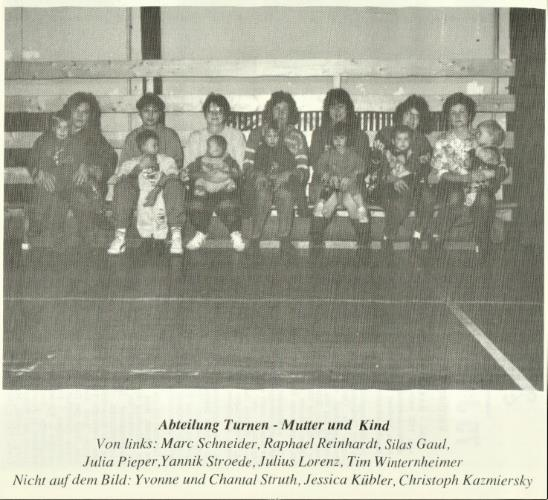 Abteilung Turnen - Mutter und Kind
Von links: Marc Schneider, Raphael Reinhardt, Silas Gaul,
Julia Pieper,Yannik Stroede, Julius Lorenz, Tim Winternheimer
Nicht auf dem Bild: Yvonne und Chantal Struth, Jessica Kübler, Christoph Kazmiersky